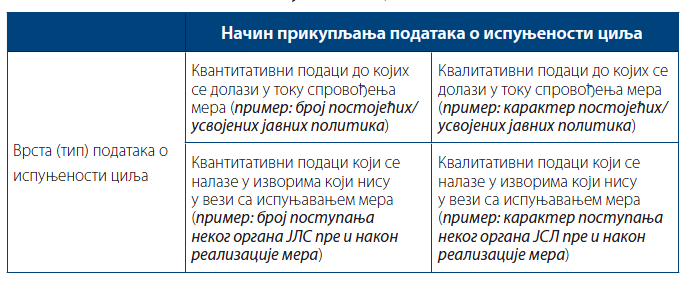 Начин прикупљања података о испуњености циља
Врста (тип) података о
испуњености циља
Квантитативни подаци до којих
се долази у току спровођења
мера (пример: број постојећих/
усвојених јавних политика)
Квалитативни подаци до којих се
долази у току спровођења
мера (пример: карактер постојећих/
усвојених јавних политика)
Квантитативни подаци који се
налазе у изворима који нису
у вези са испуњавањем мера
(пример: број поступања
неког органа ЈЛС пре и након
реализације мера)
Квалитативни подаци који се
налазе у изворима који нису
у вези са испуњавањем мера
(пример: карактер поступања
неког органа ЈСЛ пре и након
реализације мера)